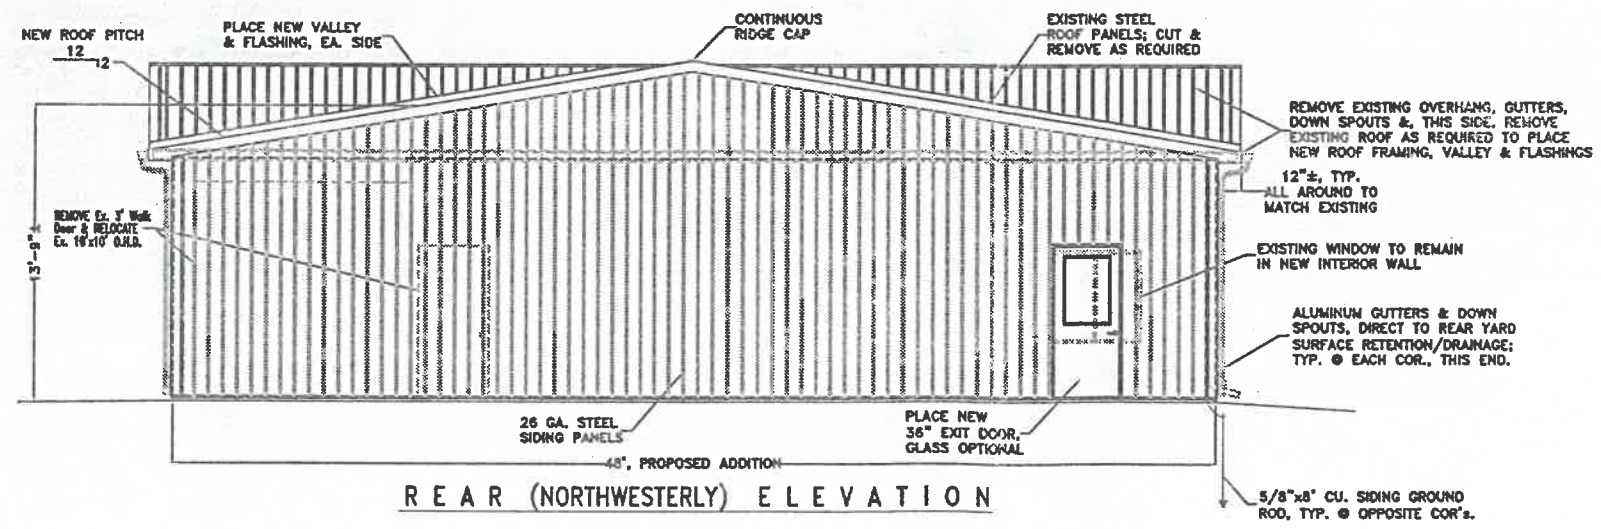 NEW ROOF PITCH
12
12
PLACE NEW VALLEY
& FLASHING, EA. SIDE
CONTINUOUS
RIDGE CAP
EXISTING STEEL
ROOF PANELS; CUT &
REMOVE AS REQUIRED
REMOVE EXISTING OVERHANG, GUTTERS,
DOWN SPOUTS &, THIS SIDE, REMOVE
EXISTING ROOF AS REQUIRED TO PLACE
NEW ROOF FRAMING, VALLEY & FLASHINGS
12"±, TYP.
ALL AROUND TO
MATCH EXISTING
REMOVE Ex. 3' Walk
Door & RELOCATE
Ex. 10'x10' O.H.D.
13'-9"±
EXISTING WINDOW TO REMAIN
IN NEW INTERIOR WALL
ALUMINUM GUTTERS & DOWN
SPOUTS, DIRECT TO REAR YARD
SURFACE RETENTION/DRAINAGE;
TYP. @ EACH COR., THIS END.
26 GA. STEEL
SIDING PANELS
PLACE NEW
36" EXIT DOOR,
GLASS OPTIONAL
48', PROPOSED ADDITION
REAR (NORTHWESTERLY) ELEVATION
5/8"x8' CU. SIDING GROUND
ROD, TYP. @ OPPOSITE COR's.